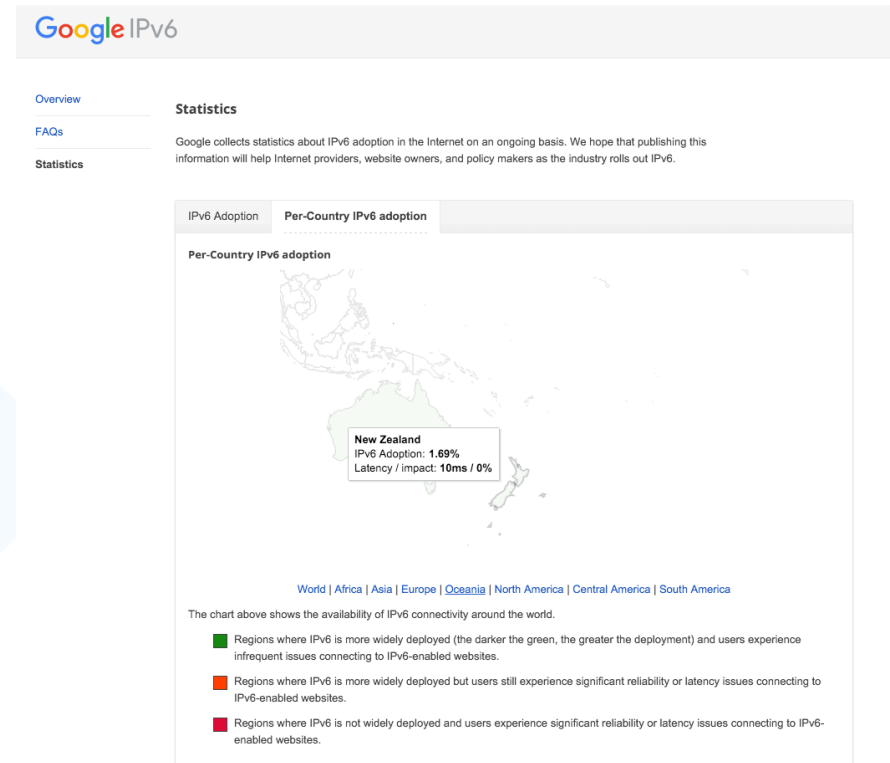 Google IPv6
Overview
FAQs
Statistics
Statistics
Google collects statistics about IPv6 adoption in the Internet on an ongoing basis. We hope that publishing this
information will help Internet providers, website owners, and policy makers as the industry rolls out IPv6.
IPv6 Adoption
Per-Country IPv6 adoption
Per-Country IPv6 adoption
New Zealand
IPv6 Adoption: 1.69%
Latency / impact: 10ms / 0%
World | Africa | Asia | Europe | Oceania | North America | Central America | South America
The chart above shows the availability of IPv6 connectivity around the world.
Regions where IPv6 is more widely deployed (the darker the green, the greater the deployment) and users experience
infrequent issues connecting to IPv6-enabled websites.
Regions where IPv6 is more widely deployed but users still experience significant reliability or latency issues connecting to
IPv6-enabled websites.
Regions where IPv6 is not widely deployed and users experience significant reliability or latency issues connecting to IPv6-
enabled websites.